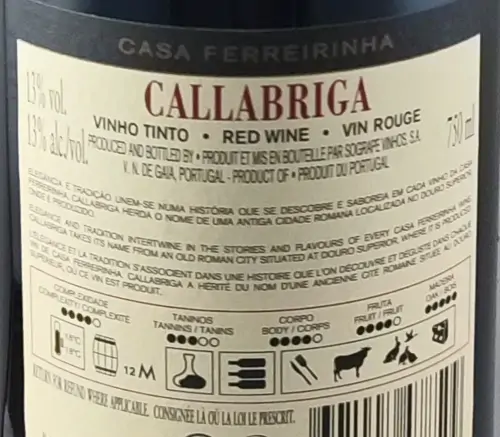 CASA FERREIRINHA
CALLABRIGA
13% vol.
13% alc/vol.
750 ml
VINHO TINTO • RED WINE • VIN ROUGE
PRODUCED AND BOTTLED BY • PRODUIT ET MIS EN BOUTEILLE PAR SOGRAPE VINHOS, S.A.
V. N. DE GAIA, PORTUGAL - PRODUCT OF • PRODUIT DU PORTUGAL
ELEGÂNCIA E TRADIÇÃO UNEM-SE NUMA HISTÓRIA QUE SE DESCOBRE E SABOREIA EM CADA VINHO DA CASA
FERREIRINHA. CALLABRIGA HERDA O NOME DE UMA ANTIGA CIDADE ROMANA LOCALIZADA NO DOURO SUPERIOR,
ONDE É PRODUZIDO.
ELEGANCE AND TRADITION INTERTWINE IN THE STORIES AND FLAVOURS OF EVERY CASA FERREIRINHA WINE.
CALLABRIGA TAKES ITS NAME FROM AN OLD ROMAN CITY SITUATED AT DOURO SUPERIOR, WHERE IT IS PRODUCED
L'ÉLÉGANCE ET LA TRADITION S'ASSOCIENT DANS UNE HISTOIRE QUE L'ON DÉCOUVRE ET DÉGUSTE DANS CHAQUE
VIN DE CASA FERREIRINHA. CALLABRIGA A HÉRITÉ DU NOM D'UNE ANCIENNE CITÉ ROMAINE SITUÉE AU DOURO
SUPERIEUR, OÙ CE VIN EST PRODUIT.
COMPLEXIDADE
COMPLEXITY/COMPLEXITÉ
TANINOS
TANNINS / TANINS
CORPO
BODY / CORPS
FRUTA
FRUIT / FRUIT
MADEIRA
OAK / BOIS
12 M
RETURN FOR REFUND WHERE APPLICABLE. CONSIGNÉE LÀ OÙ LA LOI LE PRESCRIT.